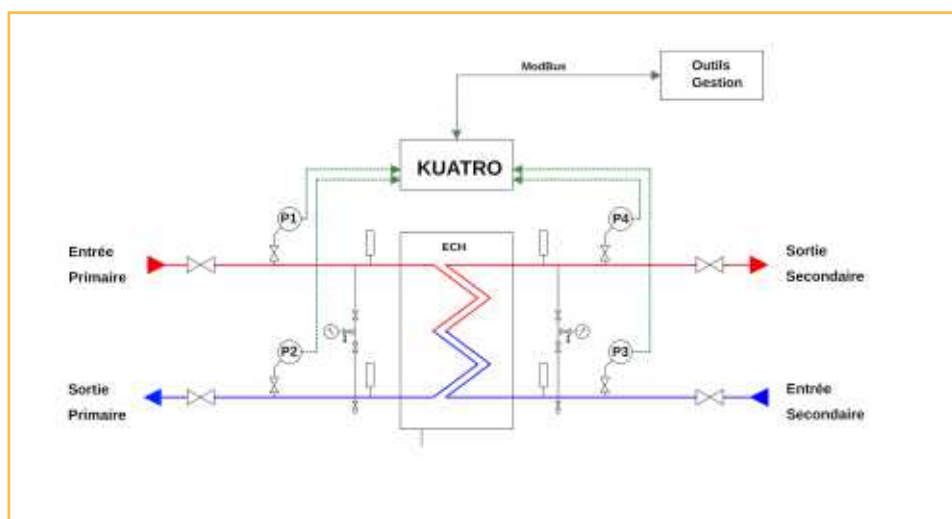 ModBus
Outils
Gestion
KUATRO
P1
P4
Entrée
Primaire
ECH
Sortie
Secondaire
P2
P3
Sortie
Primaire
Entrée
Secondaire